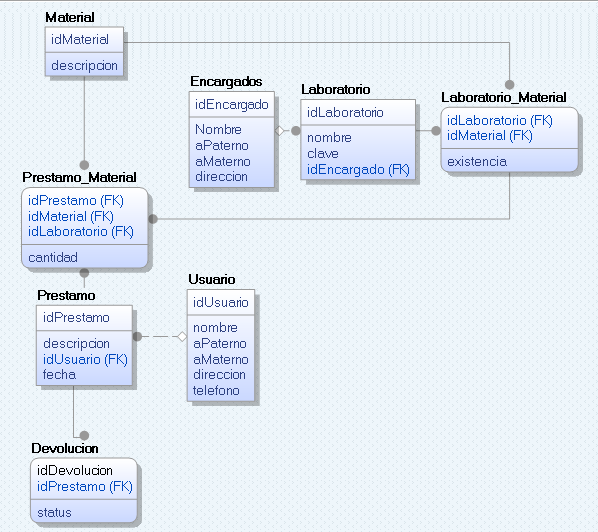 Material
idMaterial
descripcion
Encargados
idEncargado
Nombre
aPaterno
aMaterno
direccion
Laboratorio
idLaboratorio
nombre
clave
idEncargado (FK)
Laboratorio_Material
idLaboratorio (FK)
idMaterial (FK)
existencia
Prestamo_Material
idPrestamo (FK)
idMaterial (FK)
idLaboratorio (FK)
cantidad
Prestamo
idPrestamo
descripcion
idUsuario (FK)
fecha
Usuario
idUsuario
nombre
aPaterno
aMaterno
direccion
telefono
Devolucion
idDevolucion
idPrestamo (FK)
status